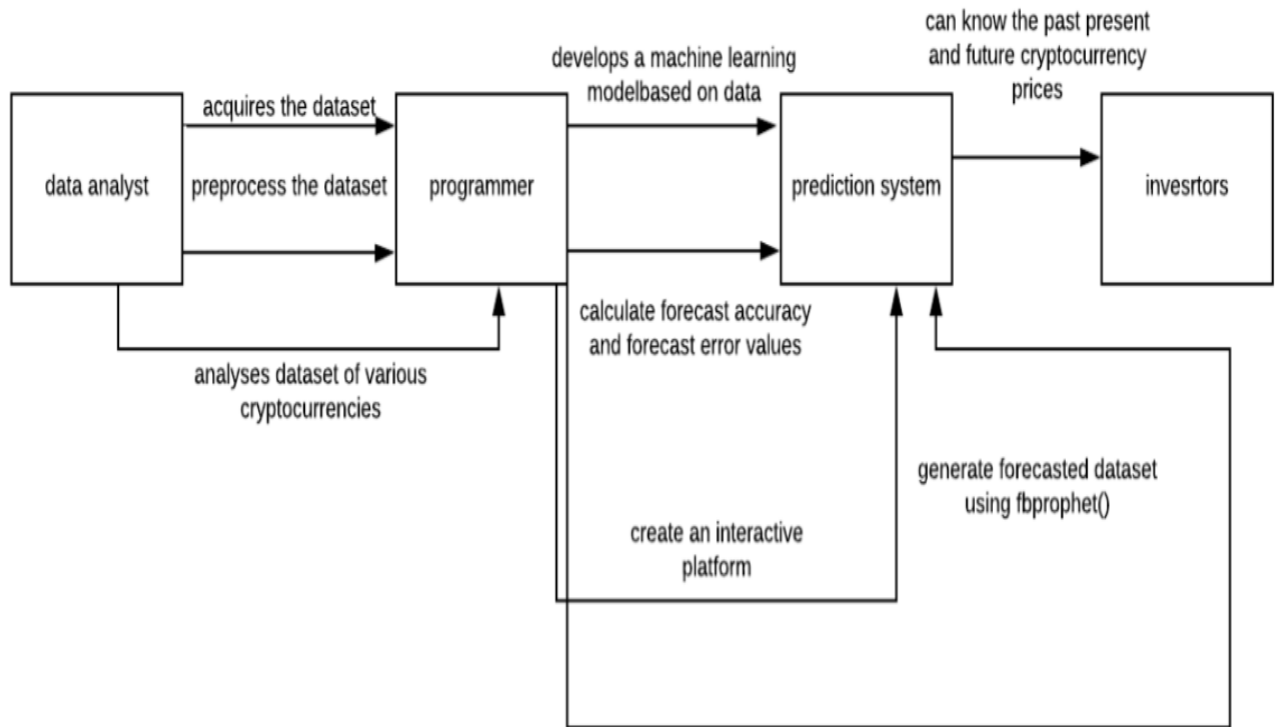 can know the past present
and future cryptocurrency
prices
develops a machine learning
modelbased on data
acquires the dataset
data analyst
preprocess the dataset
programmer
prediction system
invesrtors
calculate forecast accuracy
and forecast error values
analyses dataset of various
cryptocurrencies
generate forecasted dataset
using fbprophet()
create an interactive
platform